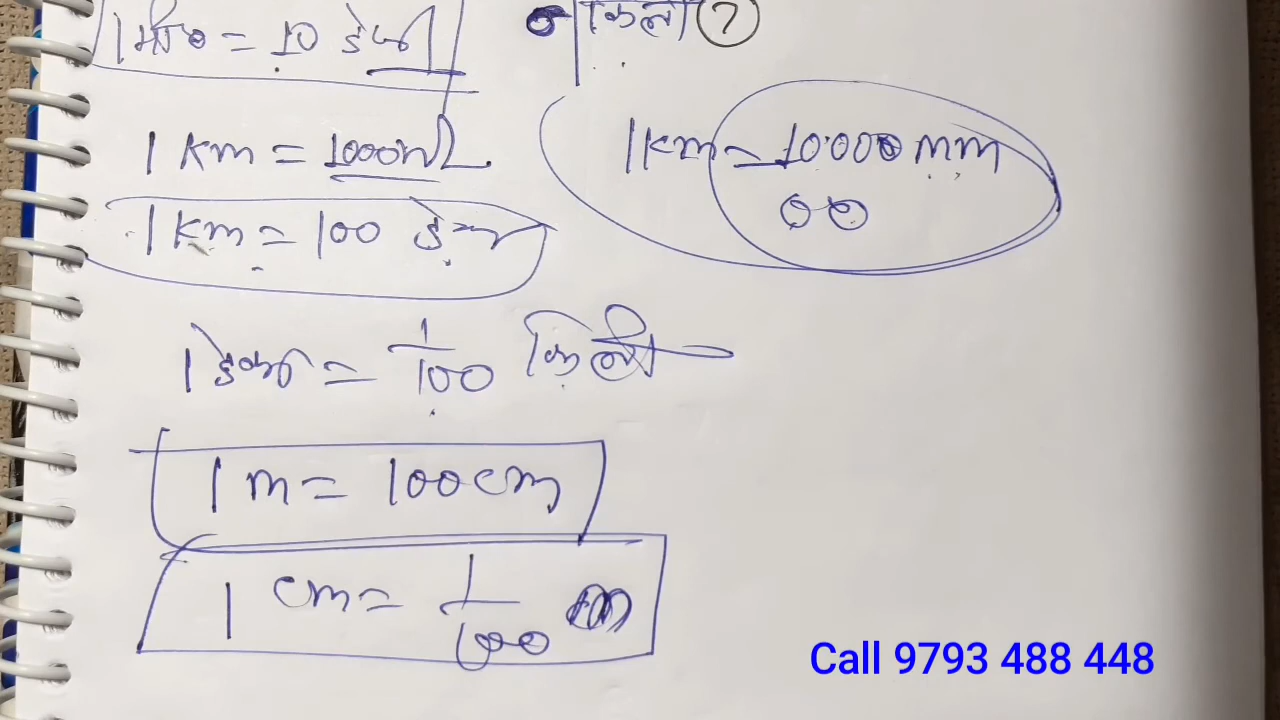 1 मी० = 10 डेका
किलो ?
1 Km = 1000 m
1 Km = 10000 mm
00
1 Km = 100 डेका
1 डेका = 1/100 किलो
1 m = 100 cm
1 cm = 1/100 m
Call 9793 488 448